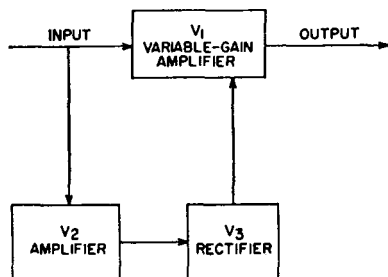 INPUT
V1
VARIABLE-GAIN
AMPLIFIER
OUTPUT
V2
AMPLIFIER
V3
RECTIFIER